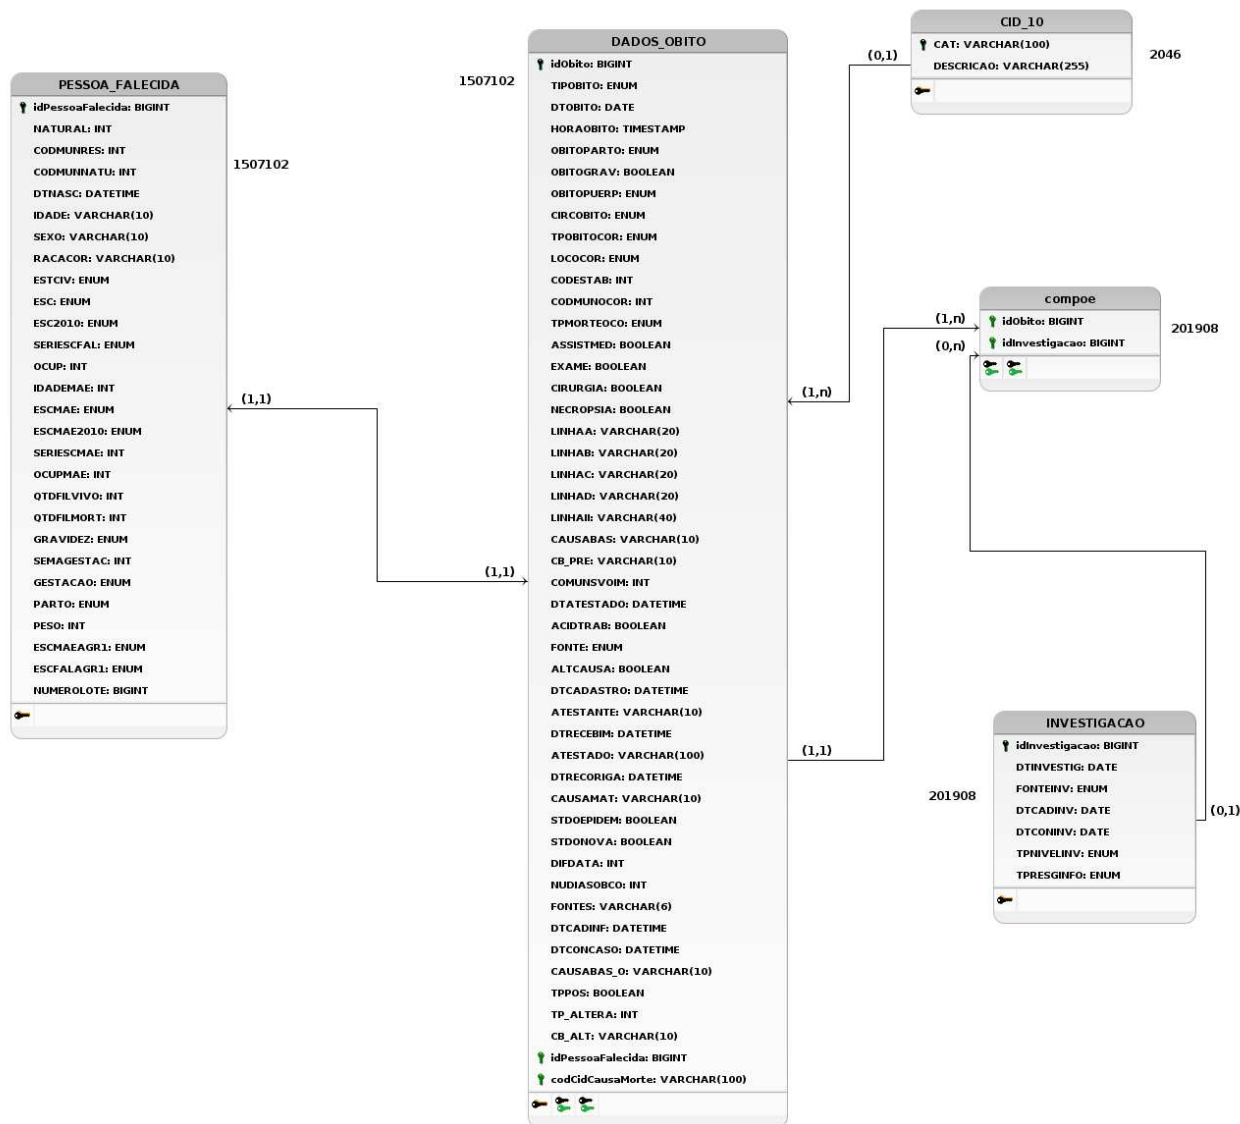 PESSOA_FALECIDA
idPessoaFalecida: BIGINT
NATURAL: INT
CODMUNRES: INT
CODMUNNATU: INT
DTNASC: DATETIME
IDADE: VARCHAR(10)
SEXO: VARCHAR(10)
RACACOR: VARCHAR(10)
ESTCIV: ENUM
ESC: ENUM
ESC2010: ENUM
SERIESCFAL: ENUM
OCUP: INT
IDADEMAE: INT
ESCMAE: ENUM
ESCMAE2010: ENUM
SERIESCMAE: INT
OCUPMAE: INT
QTDFILVIVO: INT
QTDFILMORT: INT
GRAVIDEZ: ENUM
SEMAGESTAC: INT
GESTACAO: ENUM
PARTO: ENUM
PESO: INT
ESCMAEAGR1: ENUM
ESCFALAGR1: ENUM
NUMEROLOTE: BIGINT
1507102
(1,1)
(1,1)
1507102
DADOS_OBITO
idObito: BIGINT
TIPOBITO: ENUM
DTOBITO: DATE
HORAOBITO: TIMESTAMP
OBITOPARTO: ENUM
OBITOGRAV: BOOLEAN
OBITOPUERP: ENUM
CIRCOBITO: ENUM
TPOBITOCOR: ENUM
LOCOCOR: ENUM
CODESTAB: INT
CODMUNOCOR: INT
TPMORTEOCO: ENUM
ASSISTMED: BOOLEAN
EXAME: BOOLEAN
CIRURGIA: BOOLEAN
NECROPSIA: BOOLEAN
LINHAA: VARCHAR(20)
LINHAB: VARCHAR(20)
LINHAC: VARCHAR(20)
LINHAD: VARCHAR(20)
LINHAII: VARCHAR(40)
CAUSABAS: VARCHAR(10)
CB_PRE: VARCHAR(10)
COMUNSVOIM: INT
DTATESTADO: DATETIME
ACIDTRAB: BOOLEAN
FONTE: ENUM
ALTCAUSA: BOOLEAN
DTCADASTRO: DATETIME
ATESTANTE: VARCHAR(10)
DTRECEBIM: DATETIME
ATESTADO: VARCHAR(100)
DTRECORIGA: DATETIME
CAUSAMAT: VARCHAR(10)
STDOEPIDEM: BOOLEAN
STDONOVA: BOOLEAN
DIFDATA: INT
NUDIASOBCO: INT
FONTES: VARCHAR(6)
DTCADINF: DATETIME
DTCONCASO: DATETIME
CAUSABAS_O: VARCHAR(10)
TPPOS: BOOLEAN
TP_ALTERA: INT
CB_ALT: VARCHAR(10)
idPessoaFalecida: BIGINT
codCidCausaMorte: VARCHAR(100)
(0,1)
(1,n)
CID_10
CAT: VARCHAR(100)
DESCRICAO: VARCHAR(255)
2046
(1,n)
(0,n)
compoe
idObito: BIGINT
idInvestigacao: BIGINT
201908
(1,1)
201908
INVESTIGACAO
idInvestigacao: BIGINT
DTINVESTIG: DATE
FONTEINV: ENUM
DTCADINV: DATE
DTCONINV: DATE
TPNIVELINV: ENUM
TPRESGINFO: ENUM
(0,1)